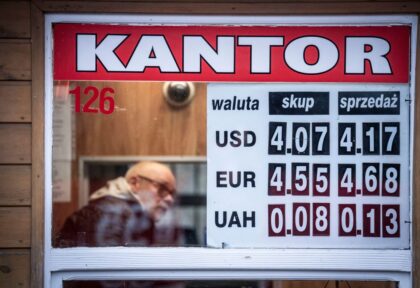 KANTOR
126
waluta skup sprzedaż
USD 4.07 4.17
EUR 4.55 4.68
UAH 0.08 0.13